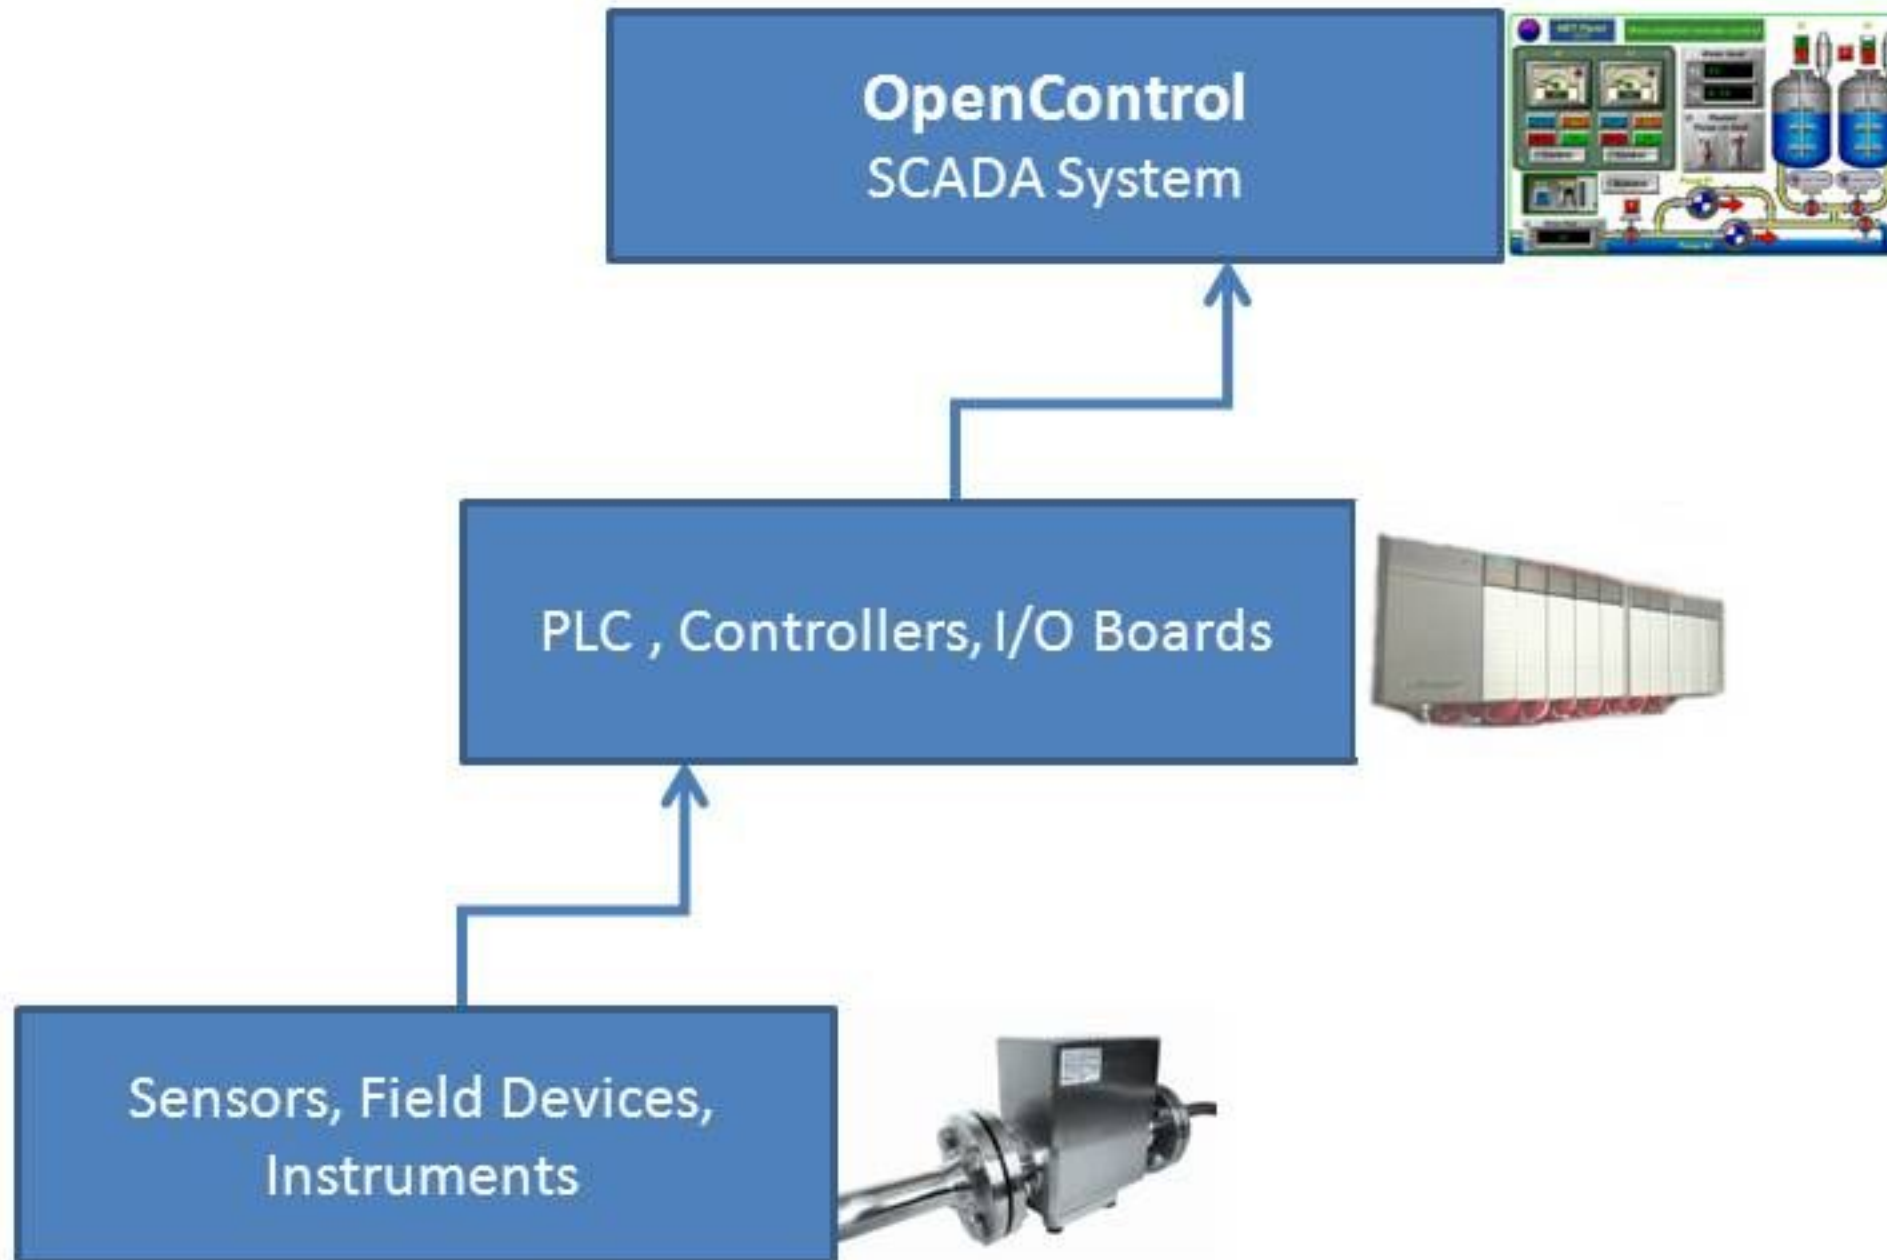 OpenControl
SCADA System
PLC , Controllers, I/O Boards
Sensors, Field Devices,
Instruments